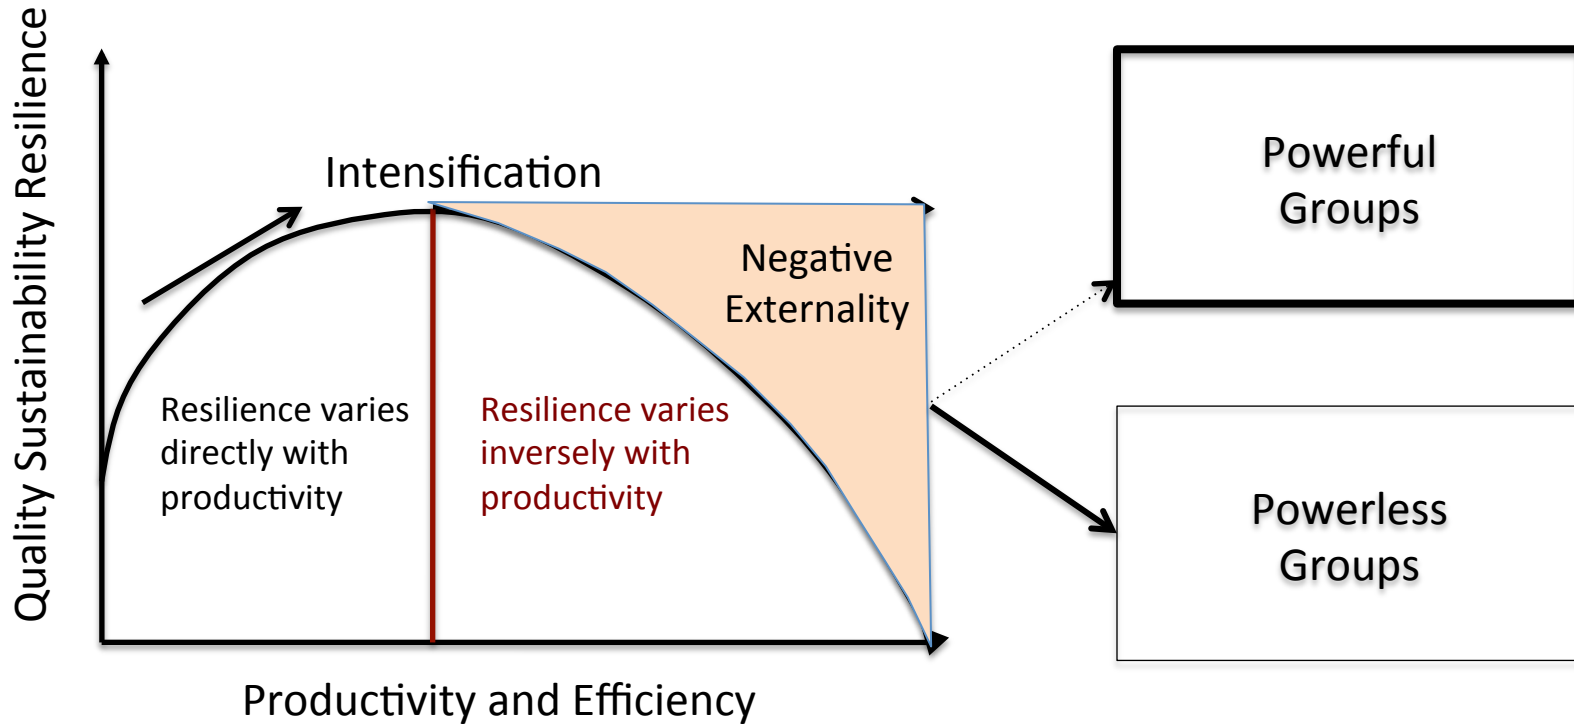 Quality Sustainability Resilience
Intensification
Negative
Externality
Resilience varies
directly with
productivity
Resilience varies
inversely with
productivity
Productivity and Efficiency
Powerful
Groups
Powerless
Groups